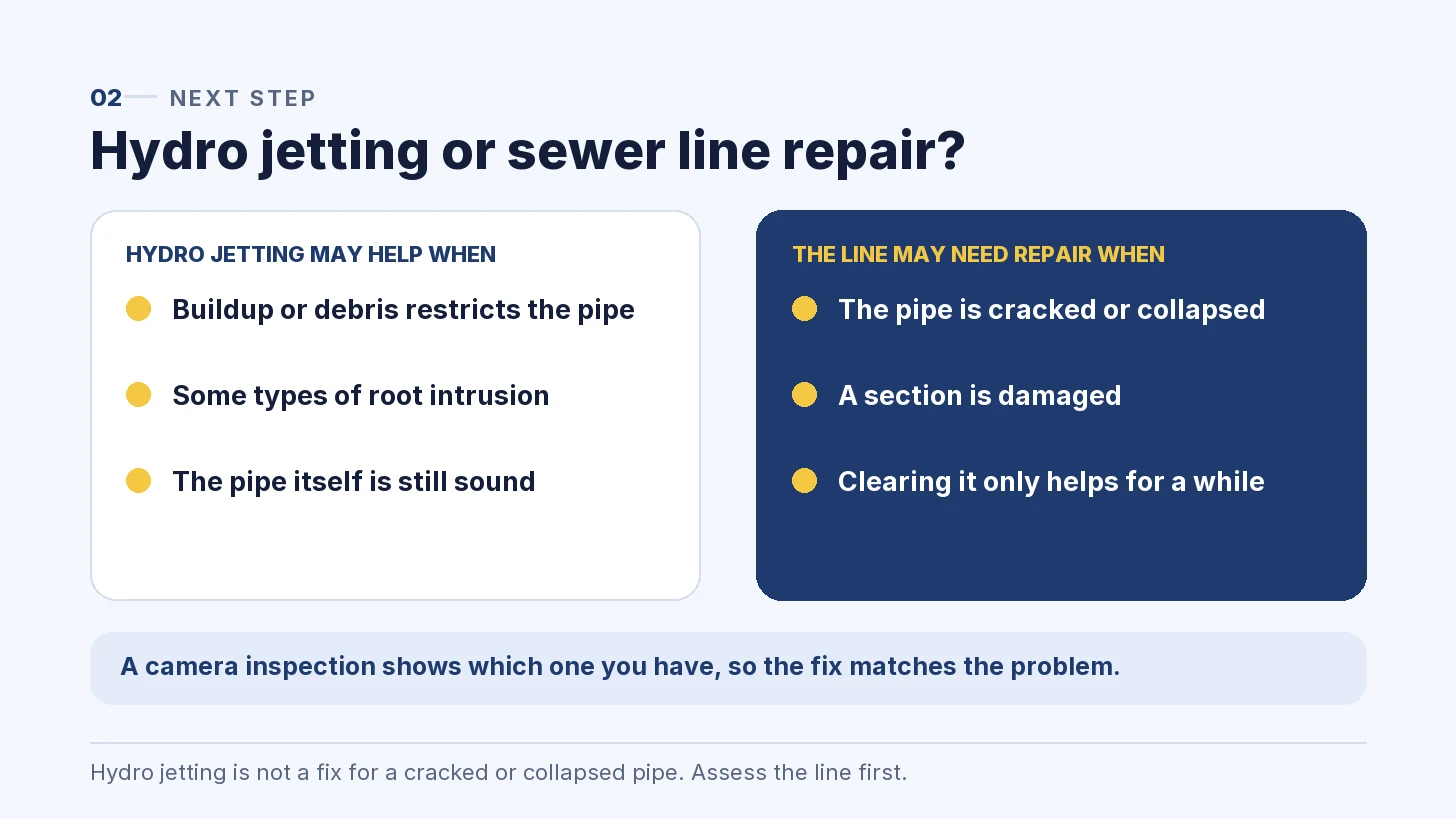 02 NEXT STEP
Hydro jetting or sewer line repair?
HYDRO JETTING MAY HELP WHEN
Buildup or debris restricts the pipe
Some types of root intrusion
The pipe itself is still sound
THE LINE MAY NEED REPAIR WHEN
The pipe is cracked or collapsed
A section is damaged
Clearing it only helps for a while
A camera inspection shows which one you have, so the fix matches the problem.
Hydro jetting is not a fix for a cracked or collapsed pipe. Assess the line first.